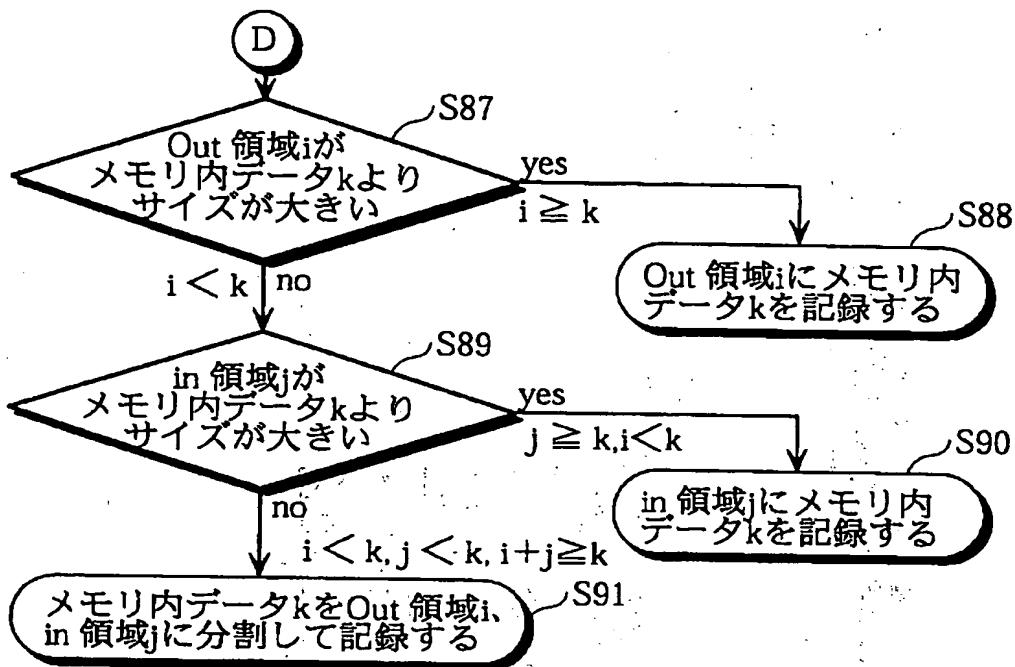 D
S87
Out 領域iが
メモリ内データkより
サイズが大きい
yes
i ≧ k
S88
Out 領域iにメモリ内
データkを記録する
i < k
no
S89
in 領域jが
メモリ内データkより
サイズが大きい
yes
j ≧ k,i<k
S90
in 領域jにメモリ内
データkを記録する
no
i < k, j < k, i+j≧k
S91
メモリ内データkをOut 領域i、
in 領域jに分割して記録する